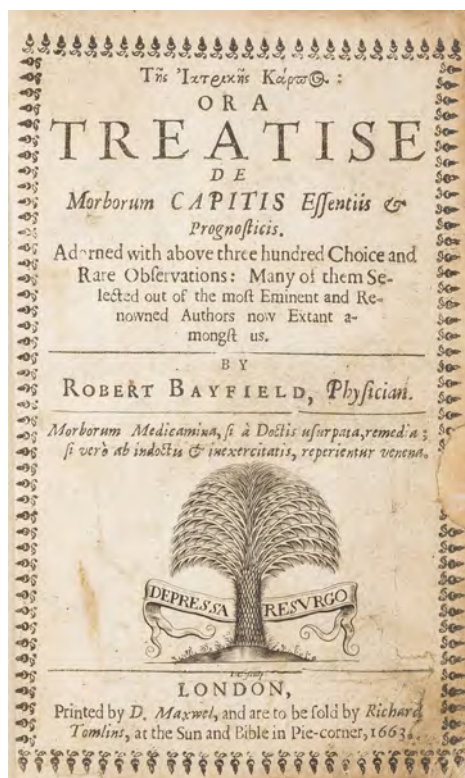 Τῆς Ἰατρικῆς Κάρπος:
OR A
TREATISE
DE
Morborum CAPITIS Eſſentiis &
Prognoſticis.
Adorned with above three hundred Choice and
Rare Obſervations: Many of them Se-
lected out of the moſt Eminent and Re-
nowned Authors now Extant a-
mongſt us.
BY
ROBERT BAYFIELD, Phyſician.
Morborum Medicamina, ſi à Doctis uſurpata, remedia;
ſi verò ab indoctis & inexercitatis, reperientur venena.
DEPRESSA RESVRGO
LONDON,
Printed by D. Maxwel, and are to be ſold by Richard
Tomlins, at the Sun and Bible in Pie-corner, 1663.